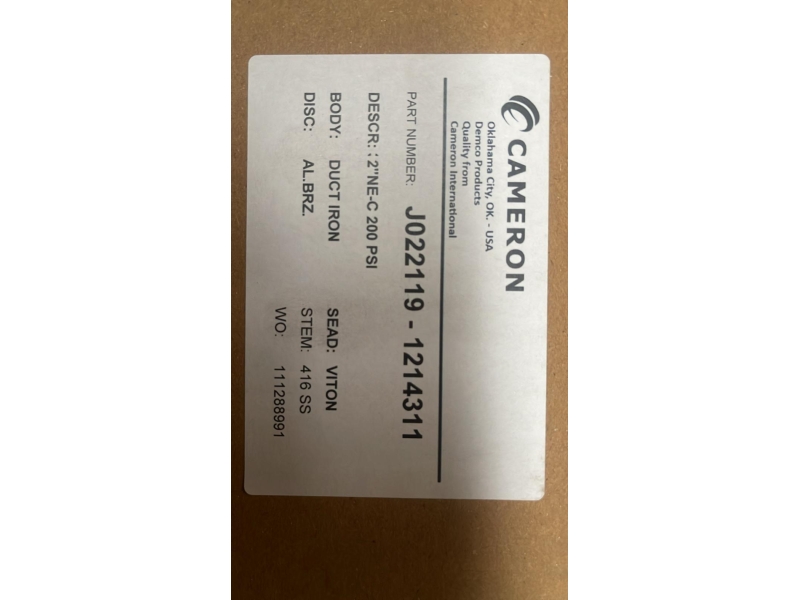 CAMERON
Oklahama City, OK. - USA
Demco Products
Quality from
Cameron International
PART NUMBER: J022119 - 1214311
DESCR: : 2"NE-C 200 PSI
BODY: DUCT IRON SEAD: VITON
DISC: AL.BRZ. STEM: 416 SS
WO: 111288991